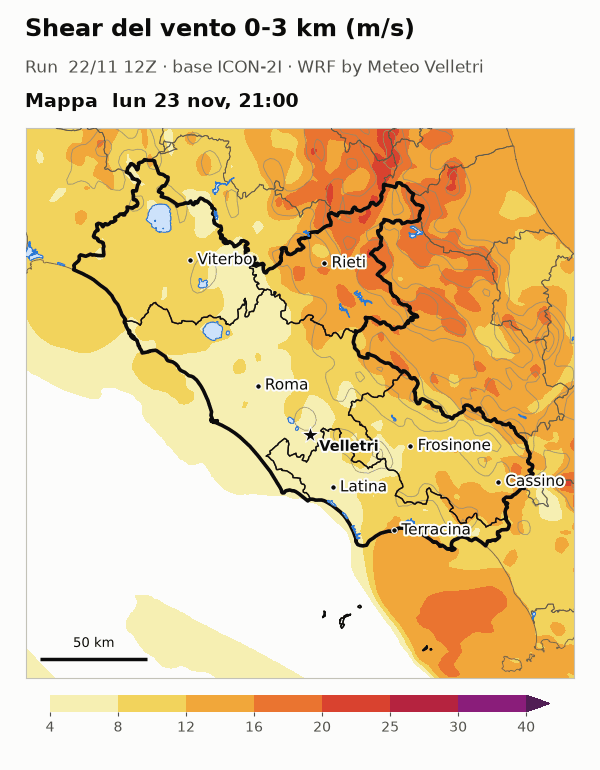 Shear del vento 0-3 km (m/s)
Run  22/11 12Z · base ICON-2I · WRF by Meteo Velletri
Mappa  lun 23 nov, 21:00
Viterbo
Rieti
Roma
Velletri
Frosinone
Latina
Cassino
Terracina
50 km
4 8 12 16 20 25 30 40